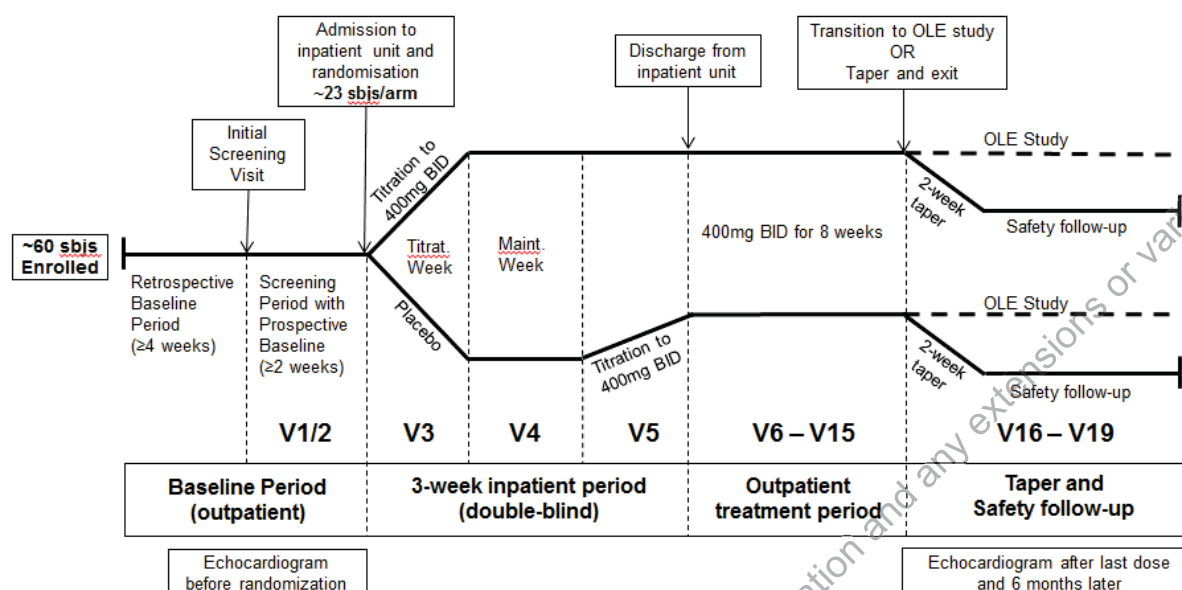 Admission to
inpatient unit and
randomisation
~23 sbjs/arm
Transition to OLE study
OR
Taper and exit
Discharge from
inpatient unit
Initial
Screening
Visit
~60 sbjs
Enrolled
Titration to
400mg BID
Titrat.
Week
Maint.
Week
400mg BID for 8 weeks
OLE Study
2-week
taper
Safety follow-up
Retrospective
Baseline
Period
(≥4 weeks)
Screening
Period with
Prospective
Baseline
(≥2 weeks)
Placebo
Titration to
400mg BID
OLE Study
2-week
taper
Safety follow-up
V1/2
V3
V4
V5
V6 – V15
V16 – V19
Baseline Period
(outpatient)
3-week inpatient period
(double-blind)
Outpatient
treatment period
Taper and
Safety follow-up
Echocardiogram
before randomization
Echocardiogram after last dose
and 6 months later
and any extensions or